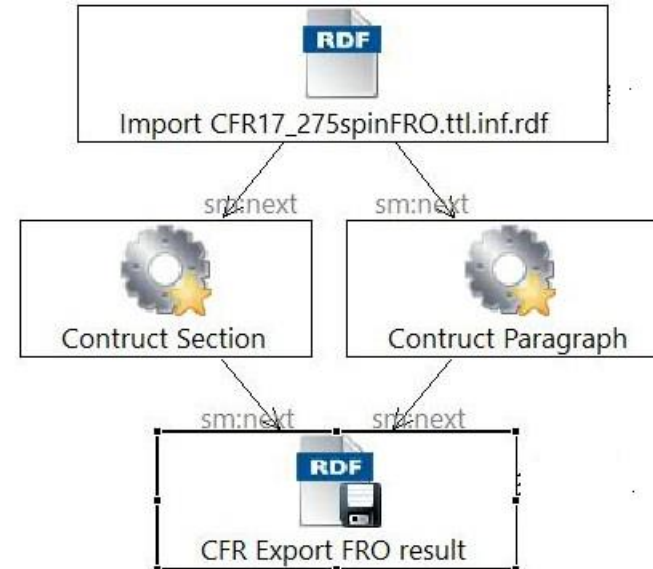 RDF
Import CFR17_275spinFRO.ttl.inf.rdf
sm:next sm:next
Contruct Section Contruct Paragraph
sm:next sm:next
RDF
CFR Export FRO result